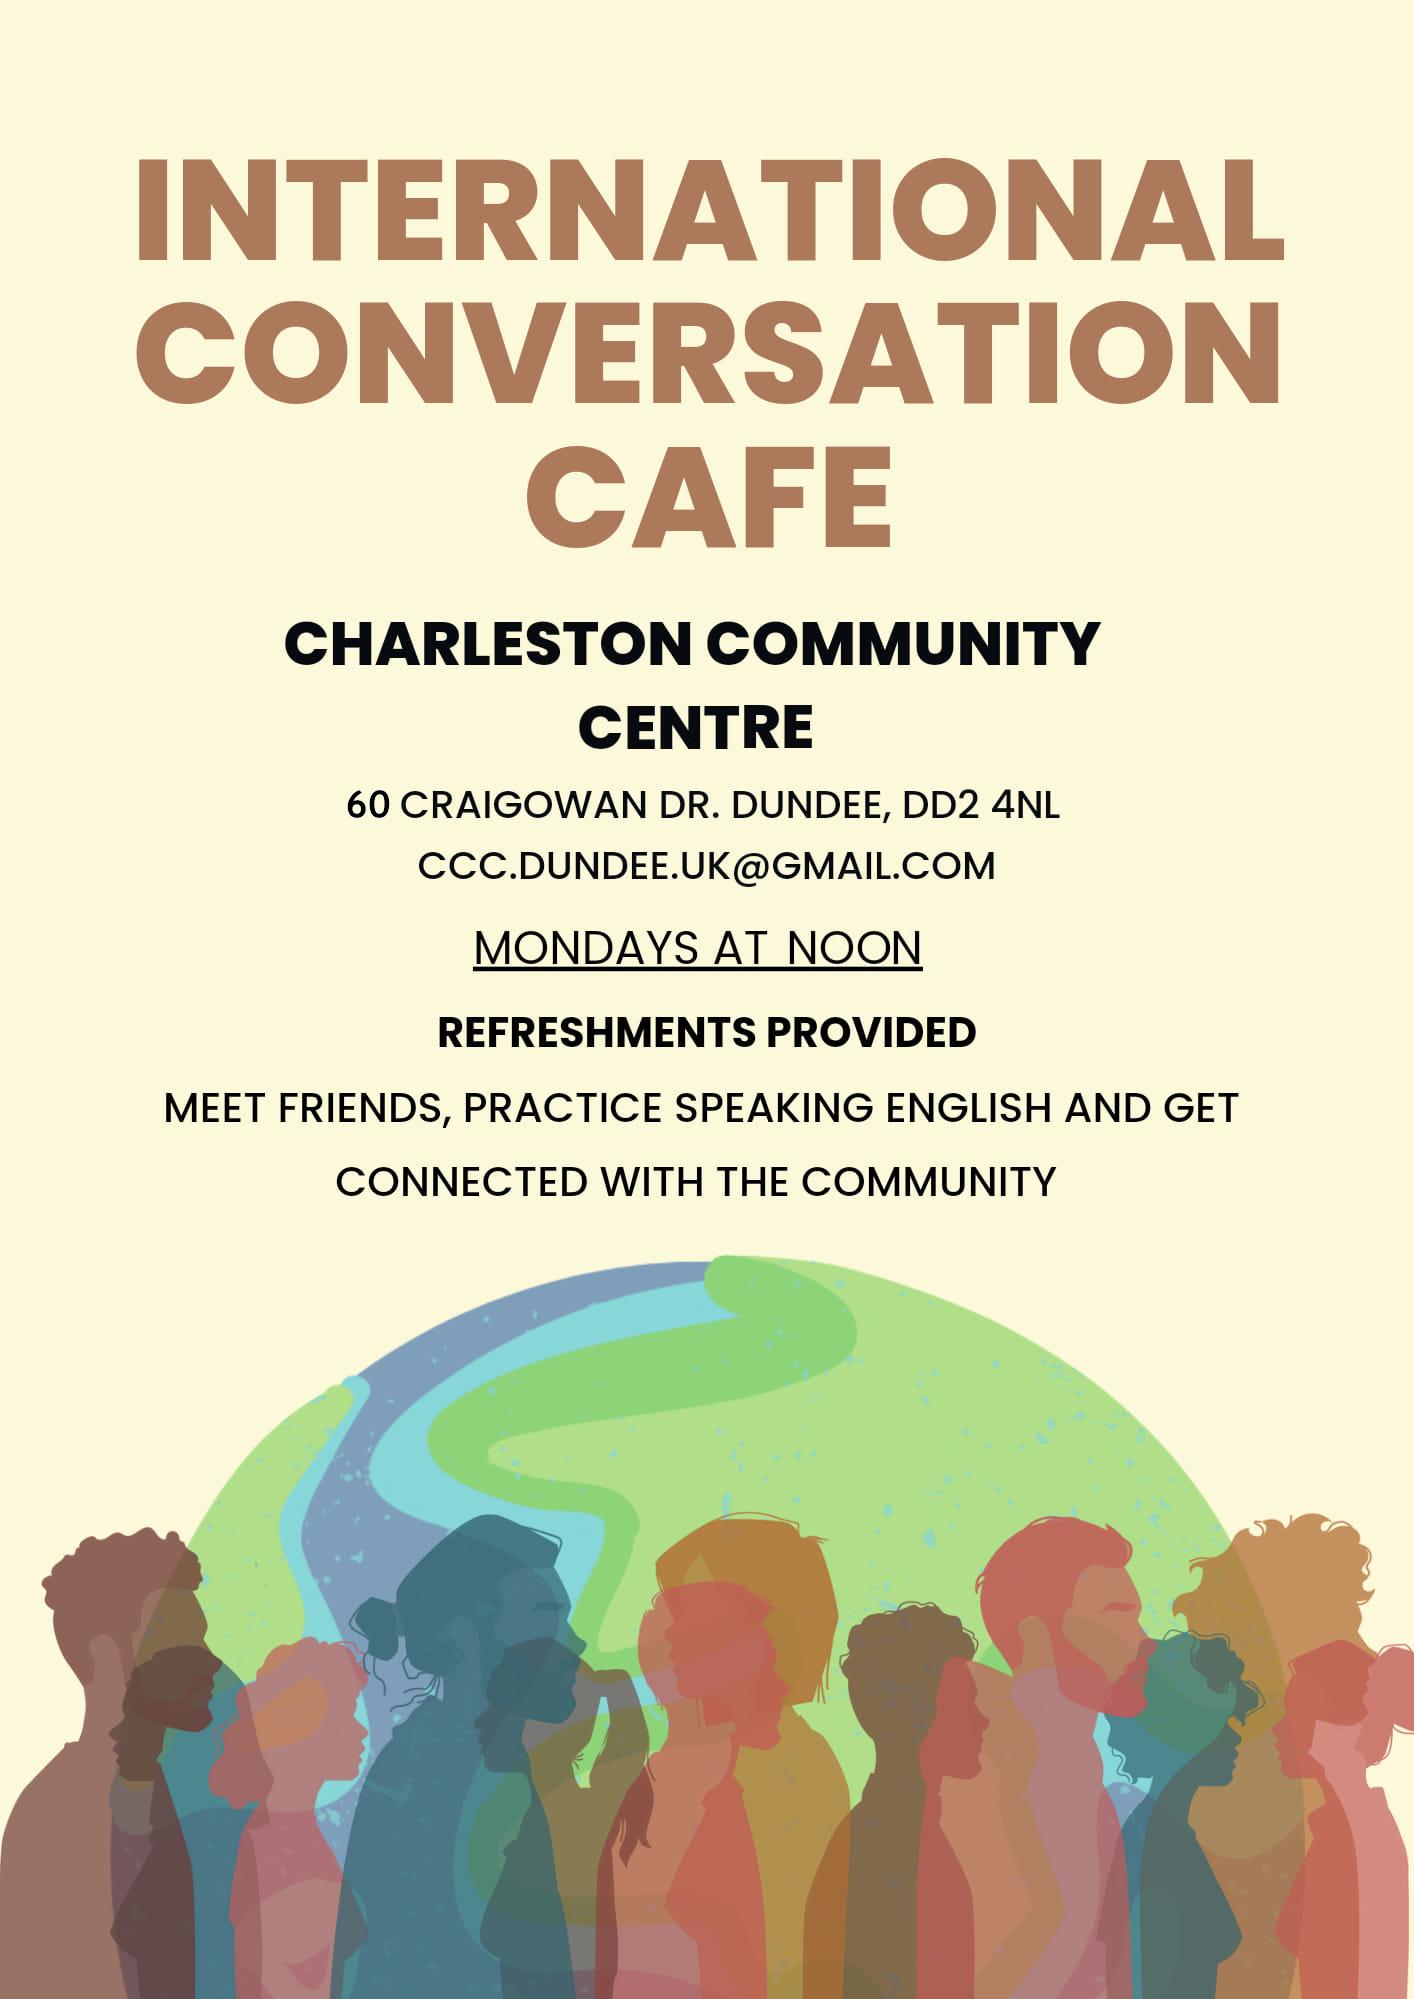 INTERNATIONAL
CONVERSATION
CAFE
CHARLESTON COMMUNITY
CENTRE
60 CRAIGOWAN DR. DUNDEE, DD2 4NL
CCC.DUNDEE.UK@GMAIL.COM
MONDAYS AT NOON
REFRESHMENTS PROVIDED
MEET FRIENDS, PRACTICE SPEAKING ENGLISH AND GET
CONNECTED WITH THE COMMUNITY